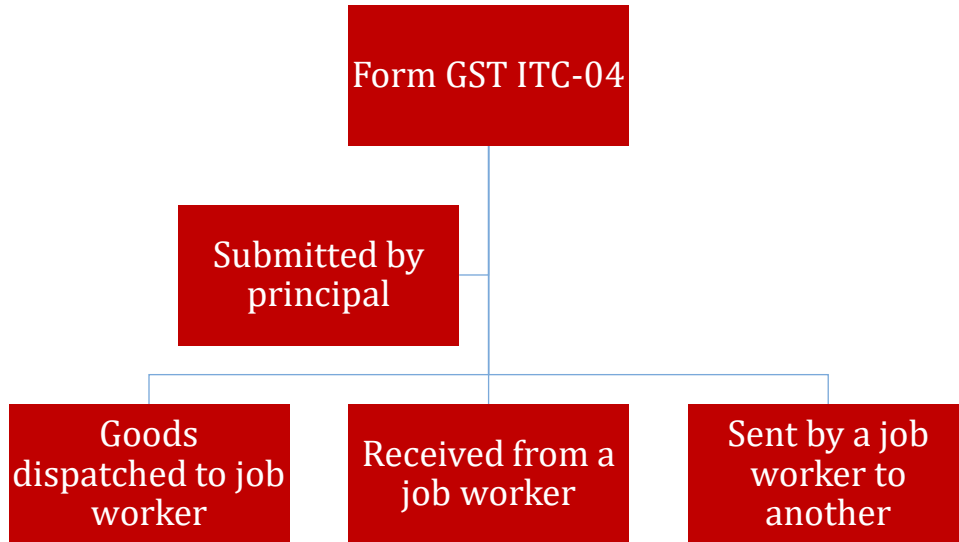 Form GST ITC-04
Submitted by
principal
Goods
dispatched to job
worker
Received from a
job worker
Sent by a job
worker to
another